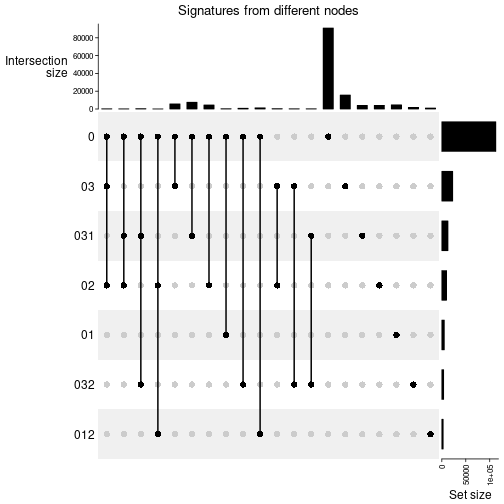 Signatures from different nodes
80000
60000
Intersection
size
40000
20000
0
0
03
031
02
01
032
012
0
50000
1e+05
Set size